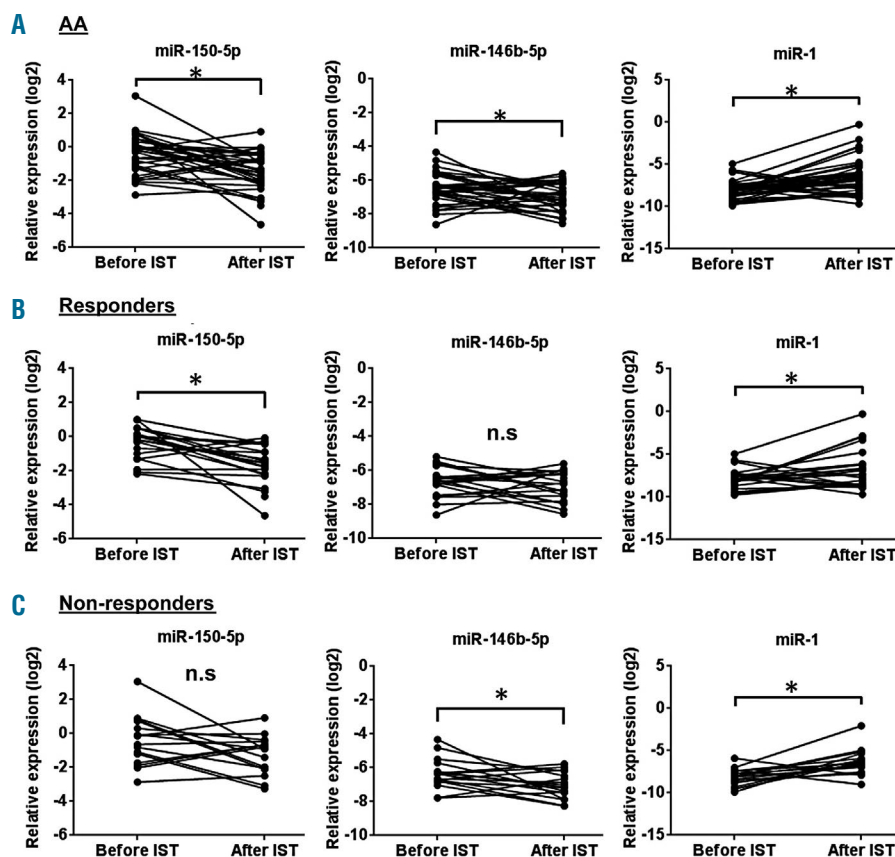 A AA
miR-150-5p
Relative expression (log2)
4
2
0
-2
-4
-6
*
Before IST After IST
miR-146b-5p
Relative expression (log2)
0
-2
-4
-6
-8
-10
*
Before IST After IST
miR-1
Relative expression (log2)
5
0
-5
-10
-15
*
Before IST After IST
B Responders
miR-150-5p
Relative expression (log2)
4
2
0
-2
-4
-6
*
Before IST After IST
miR-146b-5p
Relative expression (log2)
0
-2
-4
-6
-8
-10
n.s
Before IST After IST
miR-1
Relative expression (log2)
5
0
-5
-10
-15
*
Before IST After IST
C Non-responders
miR-150-5p
Relative expression (log2)
4
2
0
-2
-4
-6
n.s
Before IST After IST
miR-146b-5p
Relative expression (log2)
0
-2
-4
-6
-8
-10
*
Before IST After IST
miR-1
Relative expression (log2)
5
0
-5
-10
-15
*
Before IST After IST